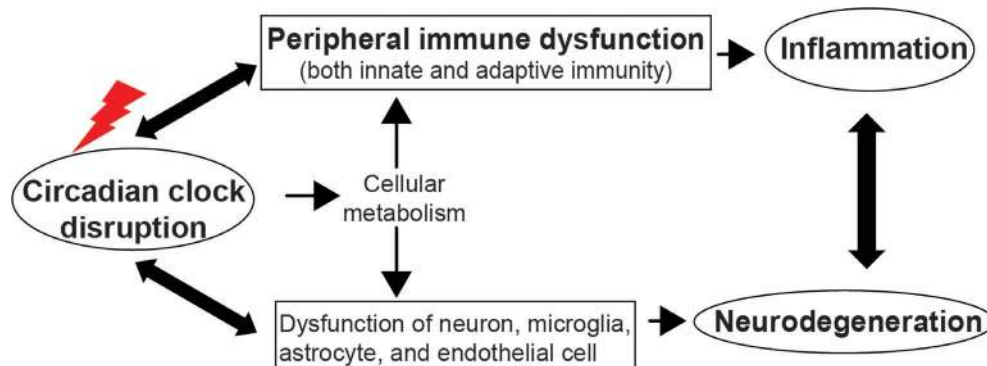 Peripheral immune dysfunction
(both innate and adaptive immunity)
Inflammation
Circadian clock
disruption
Cellular
metabolism
Dysfunction of neuron, microglia,
astrocyte, and endothelial cell
Neurodegeneration